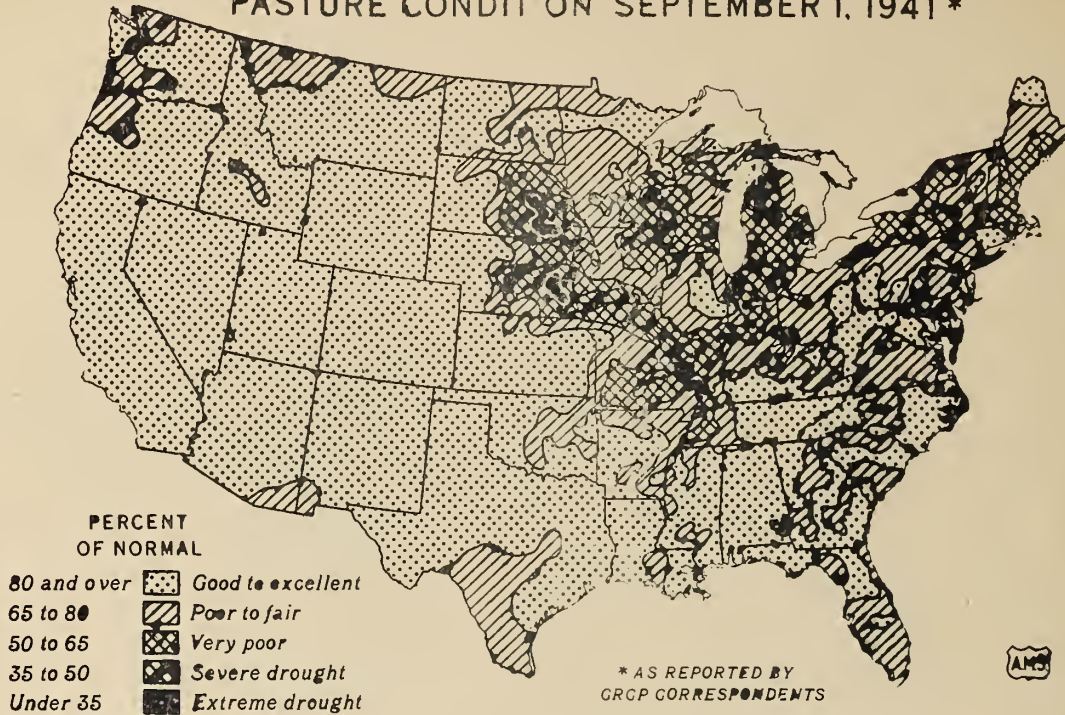 PASTURE CONDITION SEPTEMBER 1, 1941 *
PERCENT
OF NORMAL
80 and over Good to excellent
65 to 80 Poor to fair
50 to 65 Very poor
35 to 50 Severe drought
Under 35 Extreme drought
* AS REPORTED BY
CROP CORRESPONDENTS
AMS